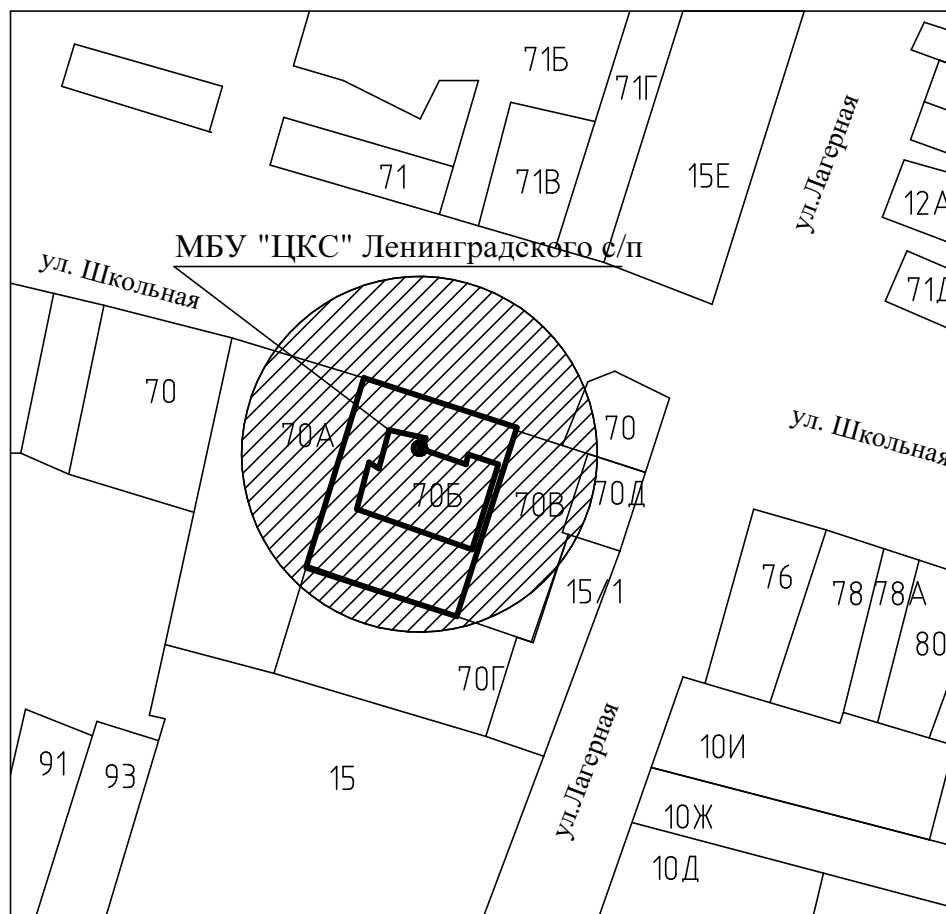 71Б
71Г
ул.Лагерная
71
71В
15Е
12А
МБУ "ЦКС" Ленинградского с/п
ул. Школьная
71Д
70
70А
70
ул. Школьная
70Б
70В
70Д
15/1
76
78
78А
80
70Г
91
93
15
ул.Лагерная
10И
10Ж
10Д